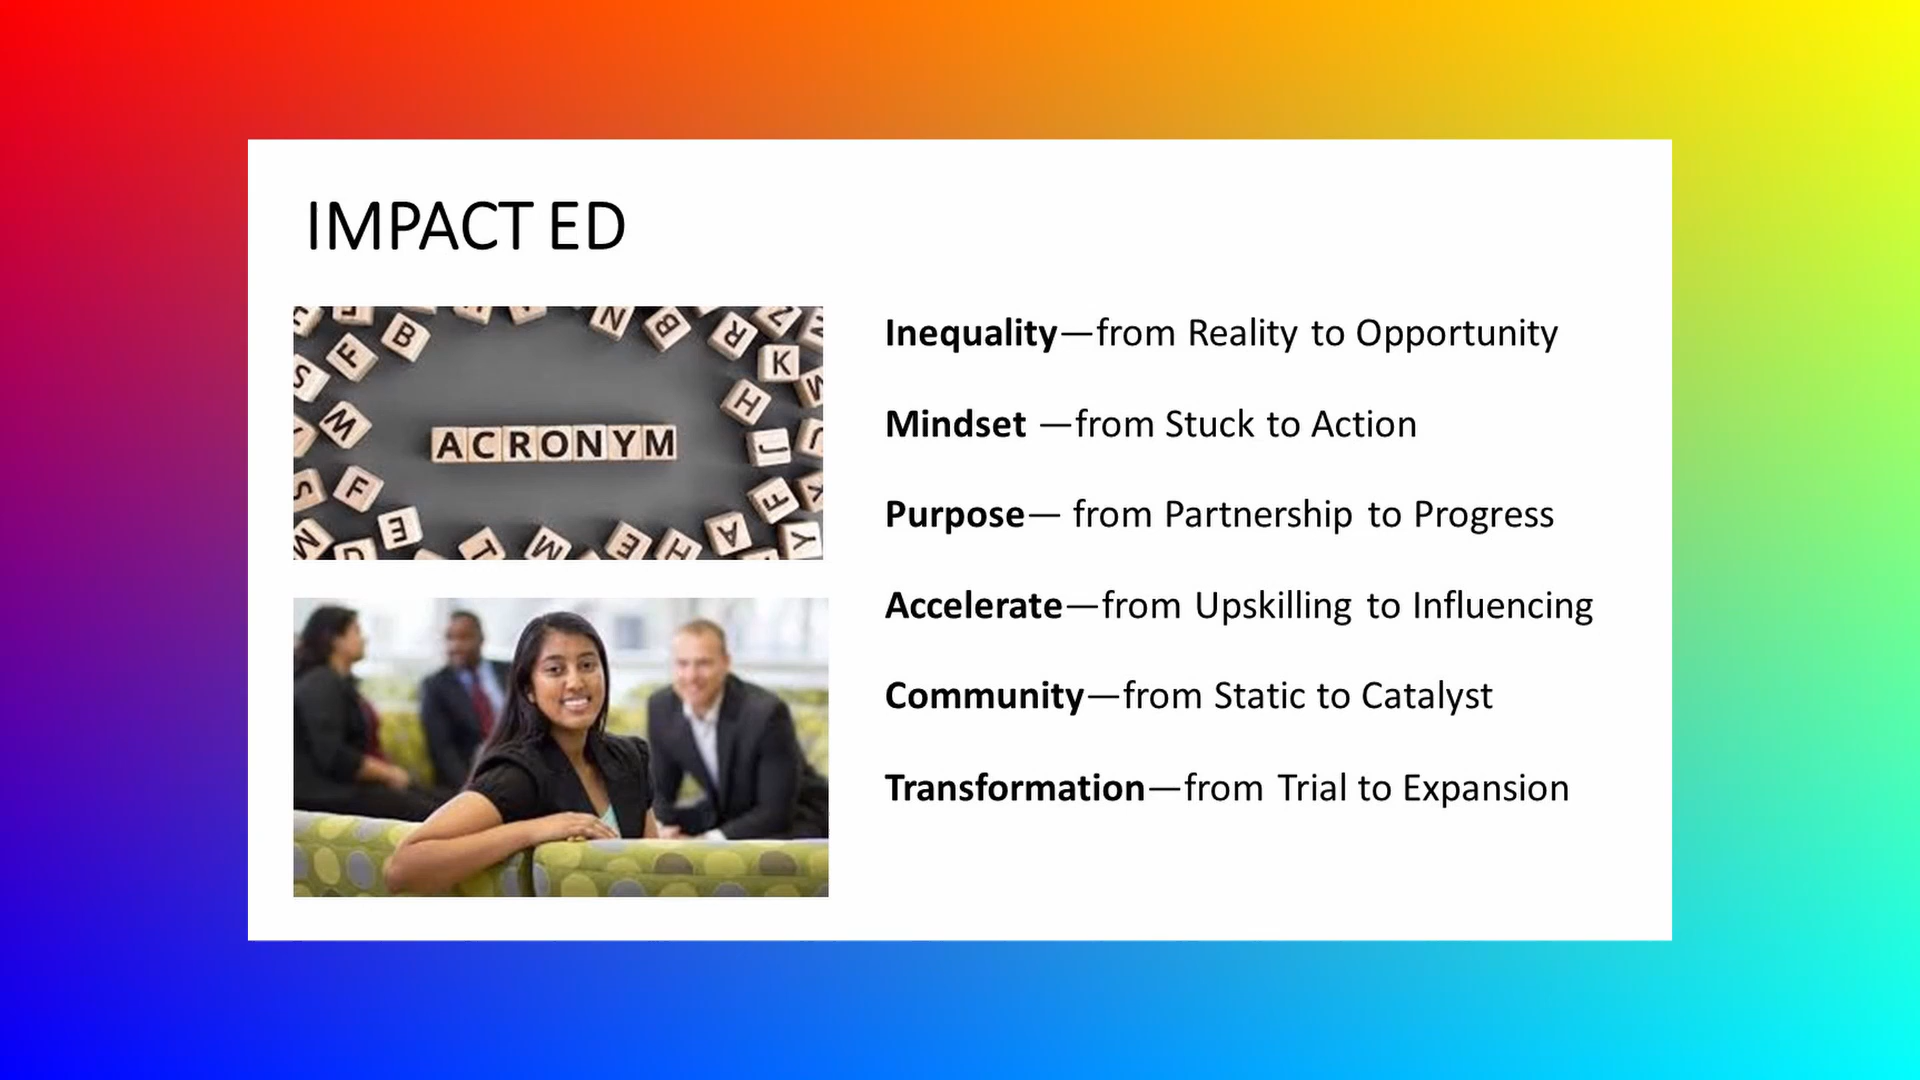 IMPACT ED
ACRONYM
Inequality—from Reality to Opportunity
Mindset —from Stuck to Action
Purpose— from Partnership to Progress
Accelerate—from Upskilling to Influencing
Community—from Static to Catalyst
Transformation—from Trial to Expansion